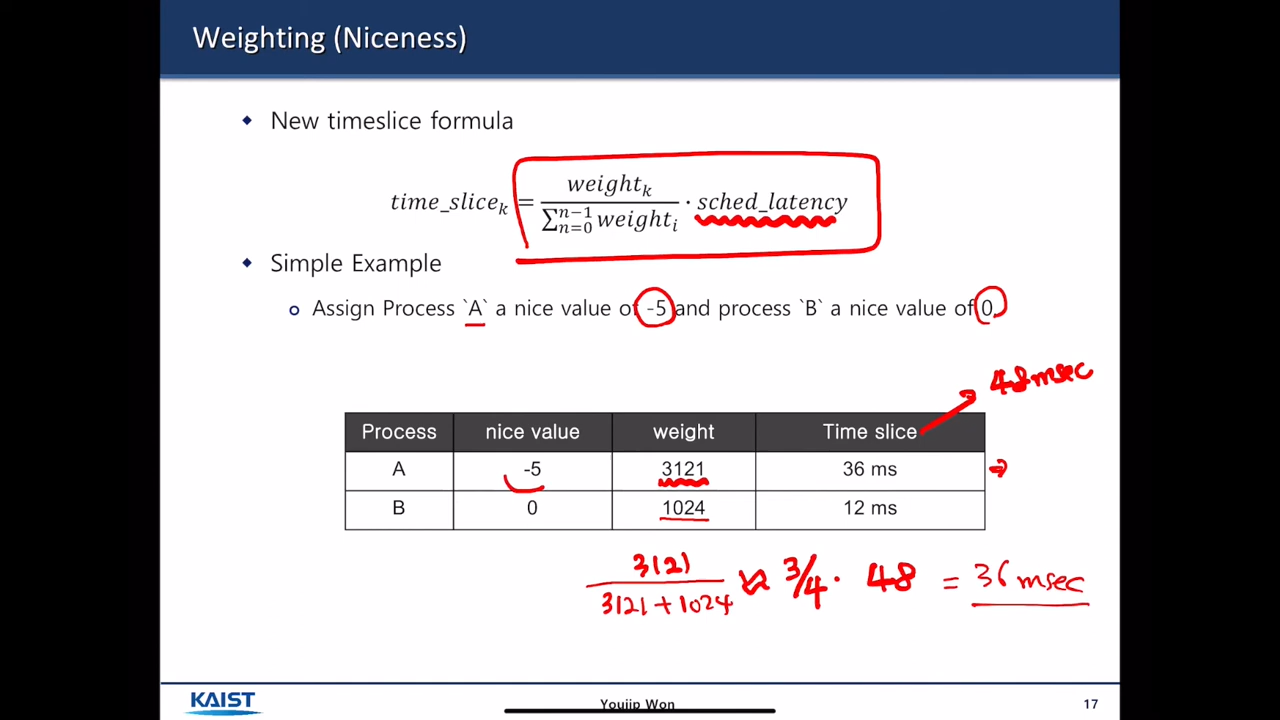 Weighting (Niceness)
New timeslice formula
time_slice_k = weight_k / ∑_{n=0}^{n−1} weight_i · sched_latency
Simple Example
Assign Process `A` a nice value of -5 and process `B` a nice value of 0.
48msec
Process nice value weight Time slice
A -5 3121 36 ms
B 0 1024 12 ms
3121 / 3121+1024 ≈ 3/4 · 48 = 36 msec
KAIST Youjip Won 17